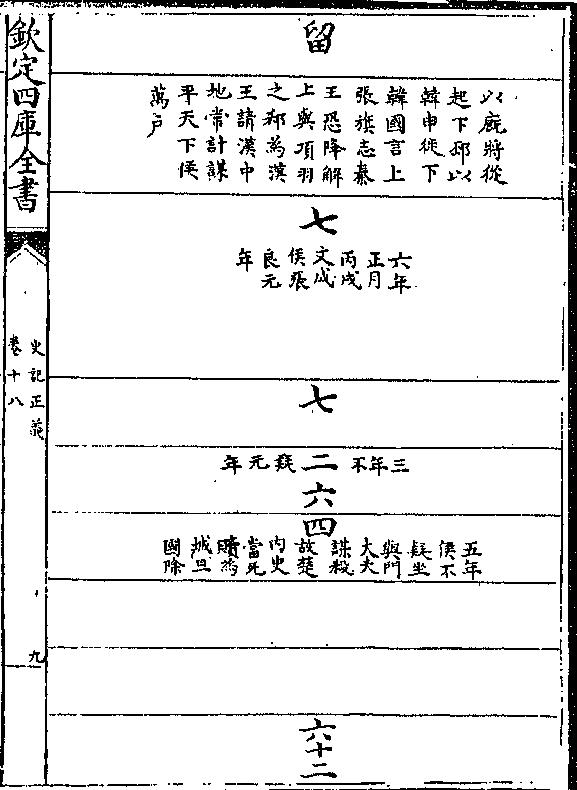 留
以廐將從
起下邳以
韓申徒下
韓國言上
張旗志秦
王恐降解
上與項羽
之郄為漢
王請漢中
地常計謀
平天下侯
萬户
七
六年
正月
丙戌
文成
侯張
良元
年
七
二
三年不疑元年
六
四
五年
侯不
疑坐
與門
大夫
謀殺
故楚
内史
當死
贖為
城旦
國除
六十二
欽定四庫全書
史記正義
卷十八
九